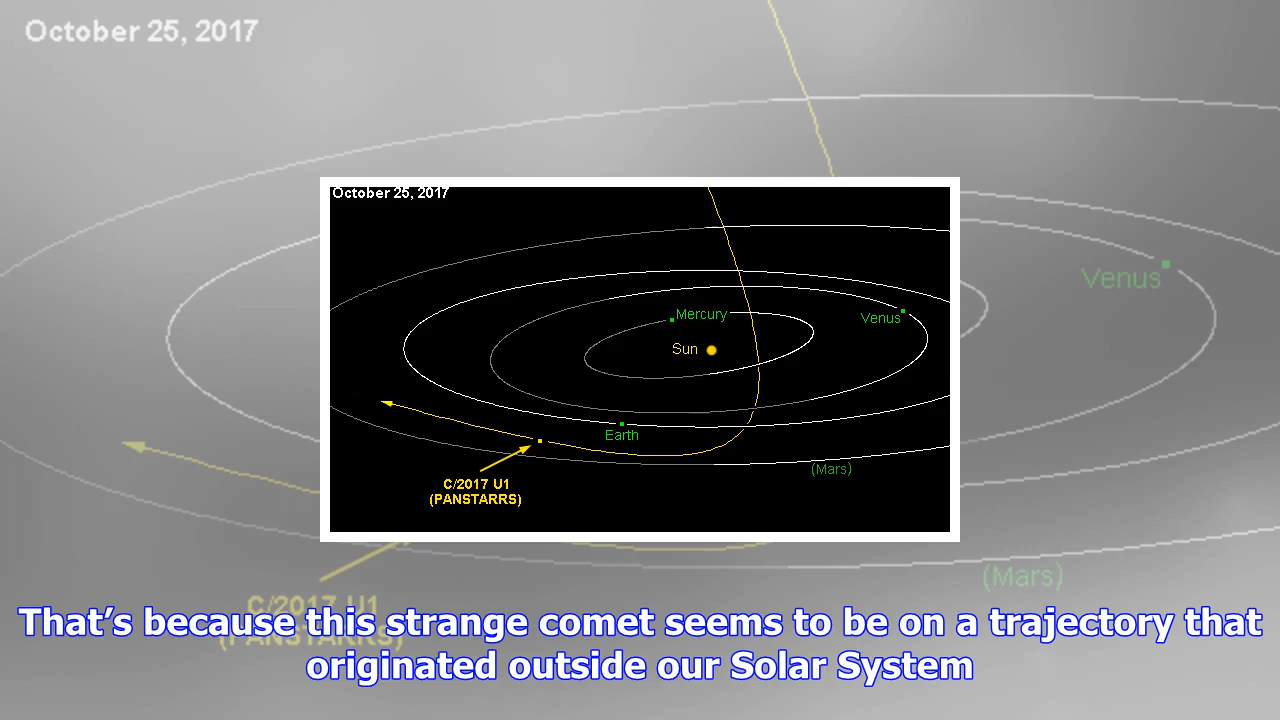 October 25, 2017
October 25, 2017
Mercury
Venus
Sun
Earth
(Mars)
C/2017 U1
(PANSTARRS)
Venus
(Mars)
C/2017 U1
(PANSTARRS)
That’s because this strange comet seems to be on a trajectory that
originated outside our Solar System